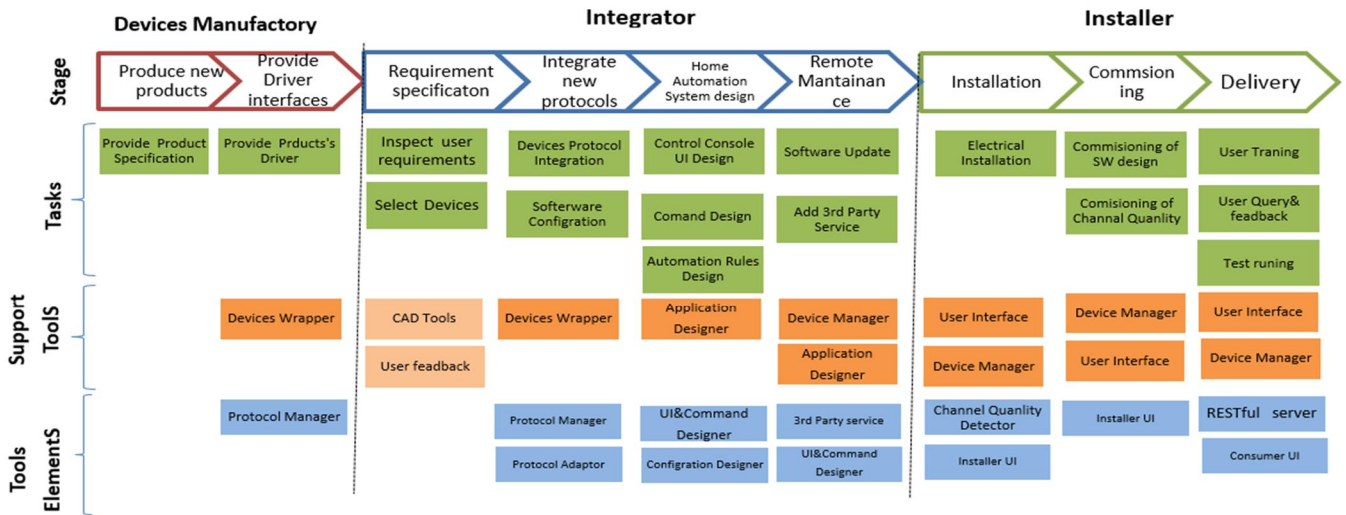 Devices Manufactory
Integrator
Installer
Stage
Produce new
products
Provide
Driver
interfaces
Requirement
specificaton
Integrate
new
protocols
Home
Automation
System design
Remote
Mantainan
ce
Installation
Commsion
ing
Delivery
Tasks
Provide Product
Specification
Provide Prducts's
Driver
Inspect user
requirements
Devices Protocol
Integration
Control Console
UI Design
Software Update
Electrical
Installation
Commisioning of
SW design
User Traning
Select Devices
Softerware
Configration
Comand Design
Add 3rd Party
Service
Comisioning of
Channal Quanlity
User Query&
feadback
Automation Rules
Design
Test runing
Support
ToolS
Devices Wrapper
CAD Tools
Devices Wrapper
Application
Designer
Device Manager
User Interface
Device Manager
User Interface
User feadback
Application
Designer
Device Manager
User Interface
Device Manager
Tools
ElementS
Protocol Manager
Protocol Manager
UI&Command
Designer
3rd Party service
Channel Quanlity
Detector
Installer UI
RESTful server
Protocol Adaptor
Configration Designer
UI&Command
Designer
Installer UI
Consumer UI